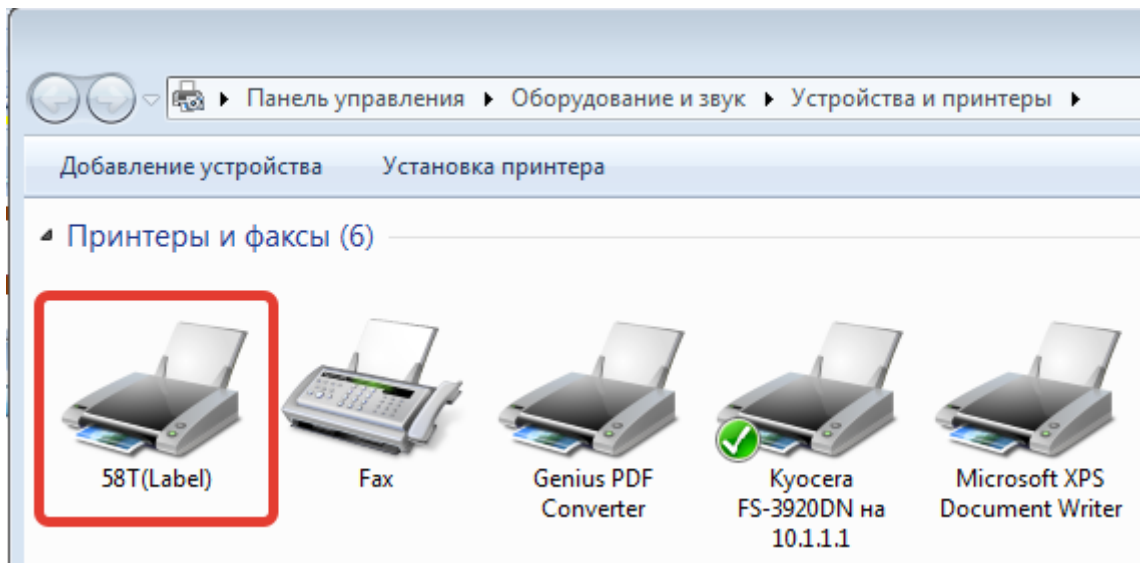 Панель управления ▸ Оборудование и звук ▸ Устройства и принтеры ▸
Добавление устройства Установка принтера
Принтеры и факсы (6)
58T(Label)
Fax
Genius PDF
Converter
Kyocera
FS-3920DN на
10.1.1.1
Microsoft XPS
Document Writer